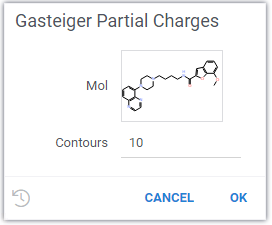 Gasteiger Partial Charges
Mol
Contours 10
CANCEL OK